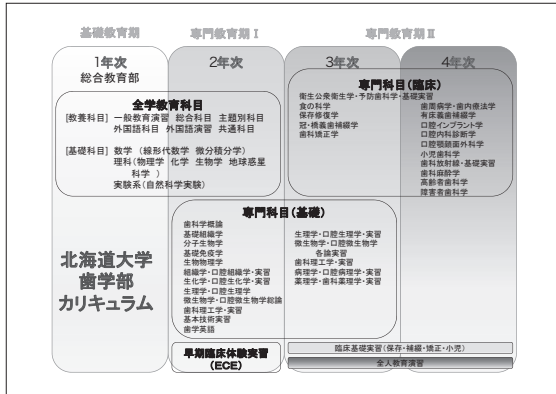 基礎教育期
専門教育期Ⅰ
専門教育期Ⅱ
1年次
総合教育部
2年次
3年次
4年次
全学教育科目
[教養科目] 一般教育演習 総合科目 主題別科目
外国語科目 外国語演習 共通科目
[基礎科目] 数学 (線形代数学 微分積分学)
理科(物理学 化学 生物学 地球惑星
科学 )
実験系(自然科学実験)
専門科目(臨床)
衛生公衆衛生学・予防歯科学・基礎実習
食の科学
保存修復学
冠・橋義歯補綴学
歯科矯正学
歯周病学・歯内療法学
有床義歯補綴学
口腔インプラント学
口腔内科診断学
口腔顎顔面外科学
小児歯科学
歯科放射線・基礎実習
歯科麻酔学
高齢者歯科学
障害者歯科学
専門科目(基礎)
歯科学概論
基礎組織学
分子生物学
基礎免疫学
生物物理学
組織学・口腔組織学・実習
生化学・口腔生化学・実習
生理学・口腔生理学
微生物学・口腔微生物学総論
歯科理工学・実習
基本技術実習
歯学英語
生理学・口腔生理学・実習
微生物学・口腔微生物学
各論実習
歯科理工学・実習
病理学・口腔病理学・実習
薬理学・歯科薬理学・実習
北海道大学
歯学部
カリキュラム
早期臨床体験実習
(ECE)
臨床基礎実習(保存・補綴・矯正・小児)
全人教育演習